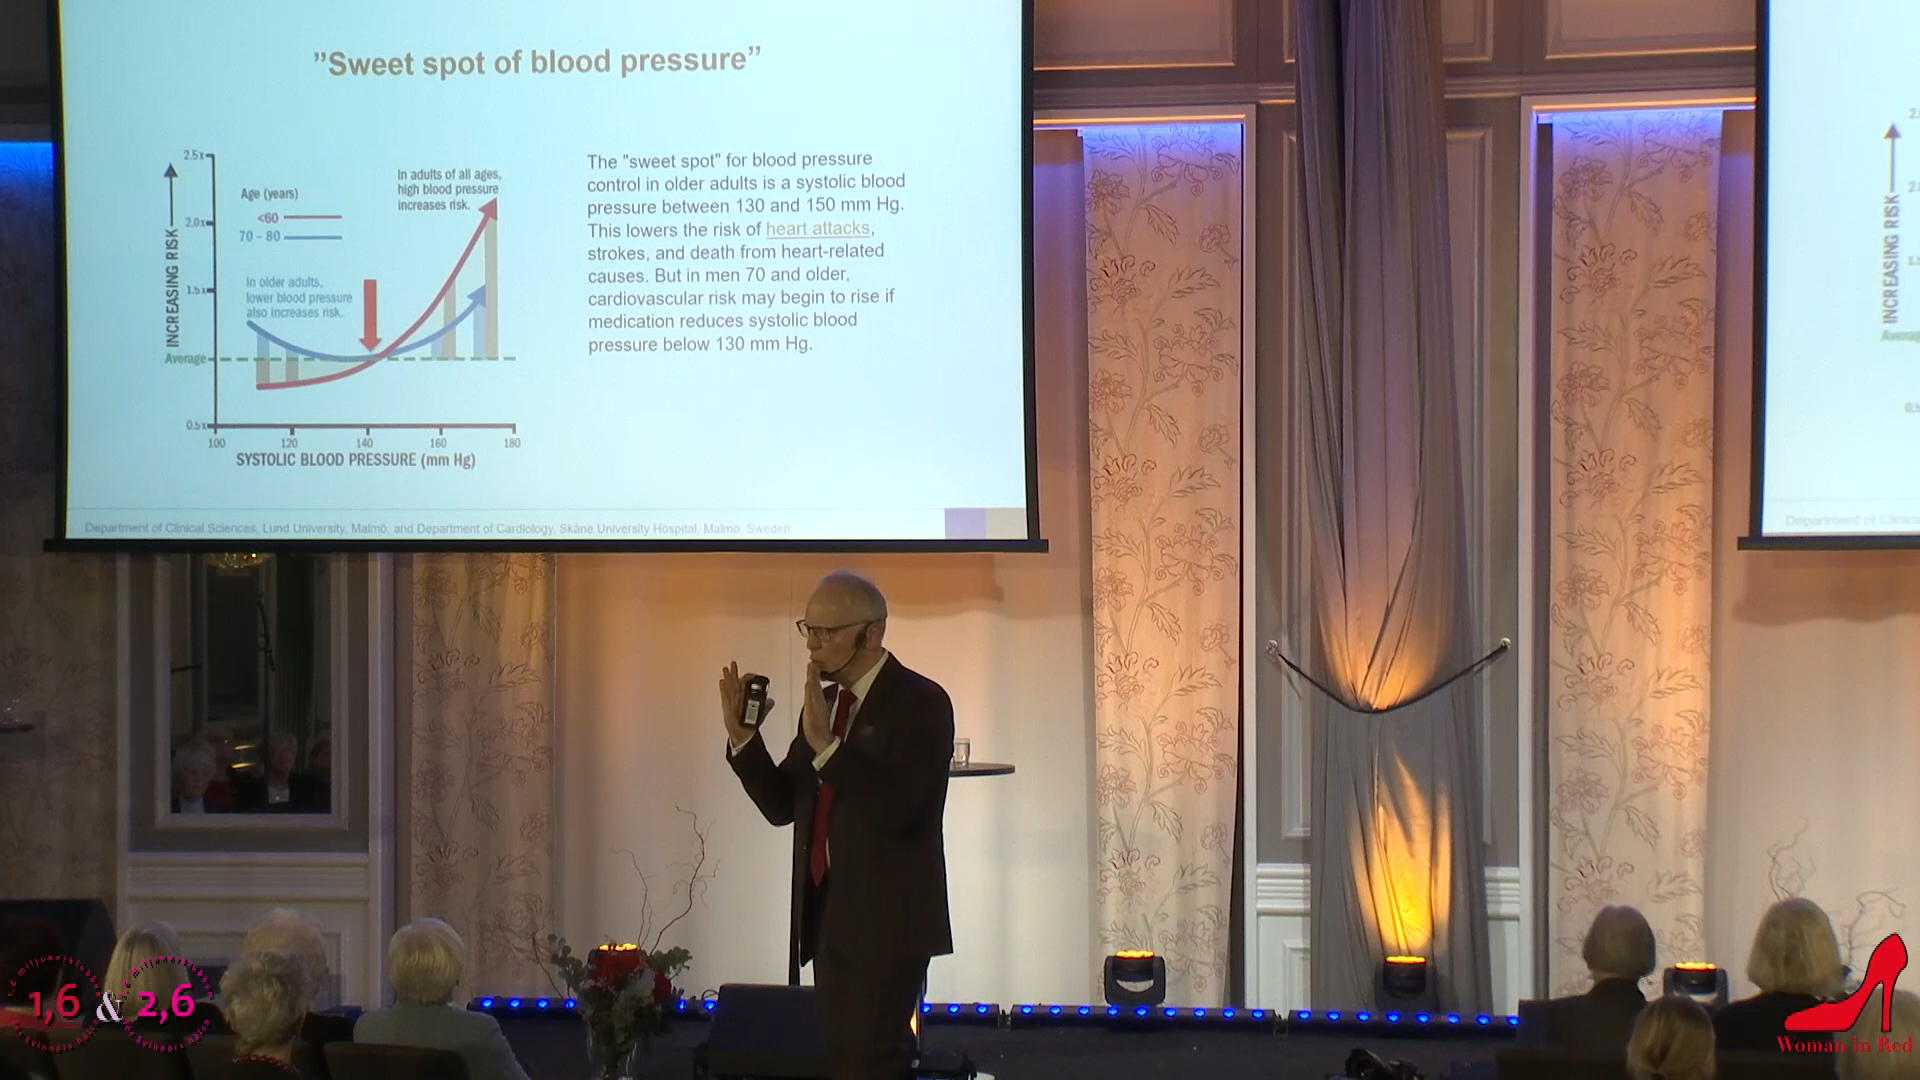 ”Sweet spot of blood pressure”
2.5x
2.0x
1.5x
Average
0.5x
INCREASING RISK
Age (years)
<60
70 – 80
In adults of all ages,
high blood pressure
increases risk.
In older adults,
lower blood pressure
also increases risk.
100 120 140 160 180
SYSTOLIC BLOOD PRESSURE (mm Hg)
The "sweet spot" for blood pressure
control in older adults is a systolic blood
pressure between 130 and 150 mm Hg.
This lowers the risk of heart attacks,
strokes, and death from heart-related
causes. But in men 70 and older,
cardiovascular risk may begin to rise if
medication reduces systolic blood
pressure below 130 mm Hg.
Department of Clinical Sciences, Lund University, Malmö, and Department of Cardiology, Skåne University Hospital, Malmö, Sweden
INCREASING RISK
Department of Clinica
1,6 & 2,6
Woman in Red